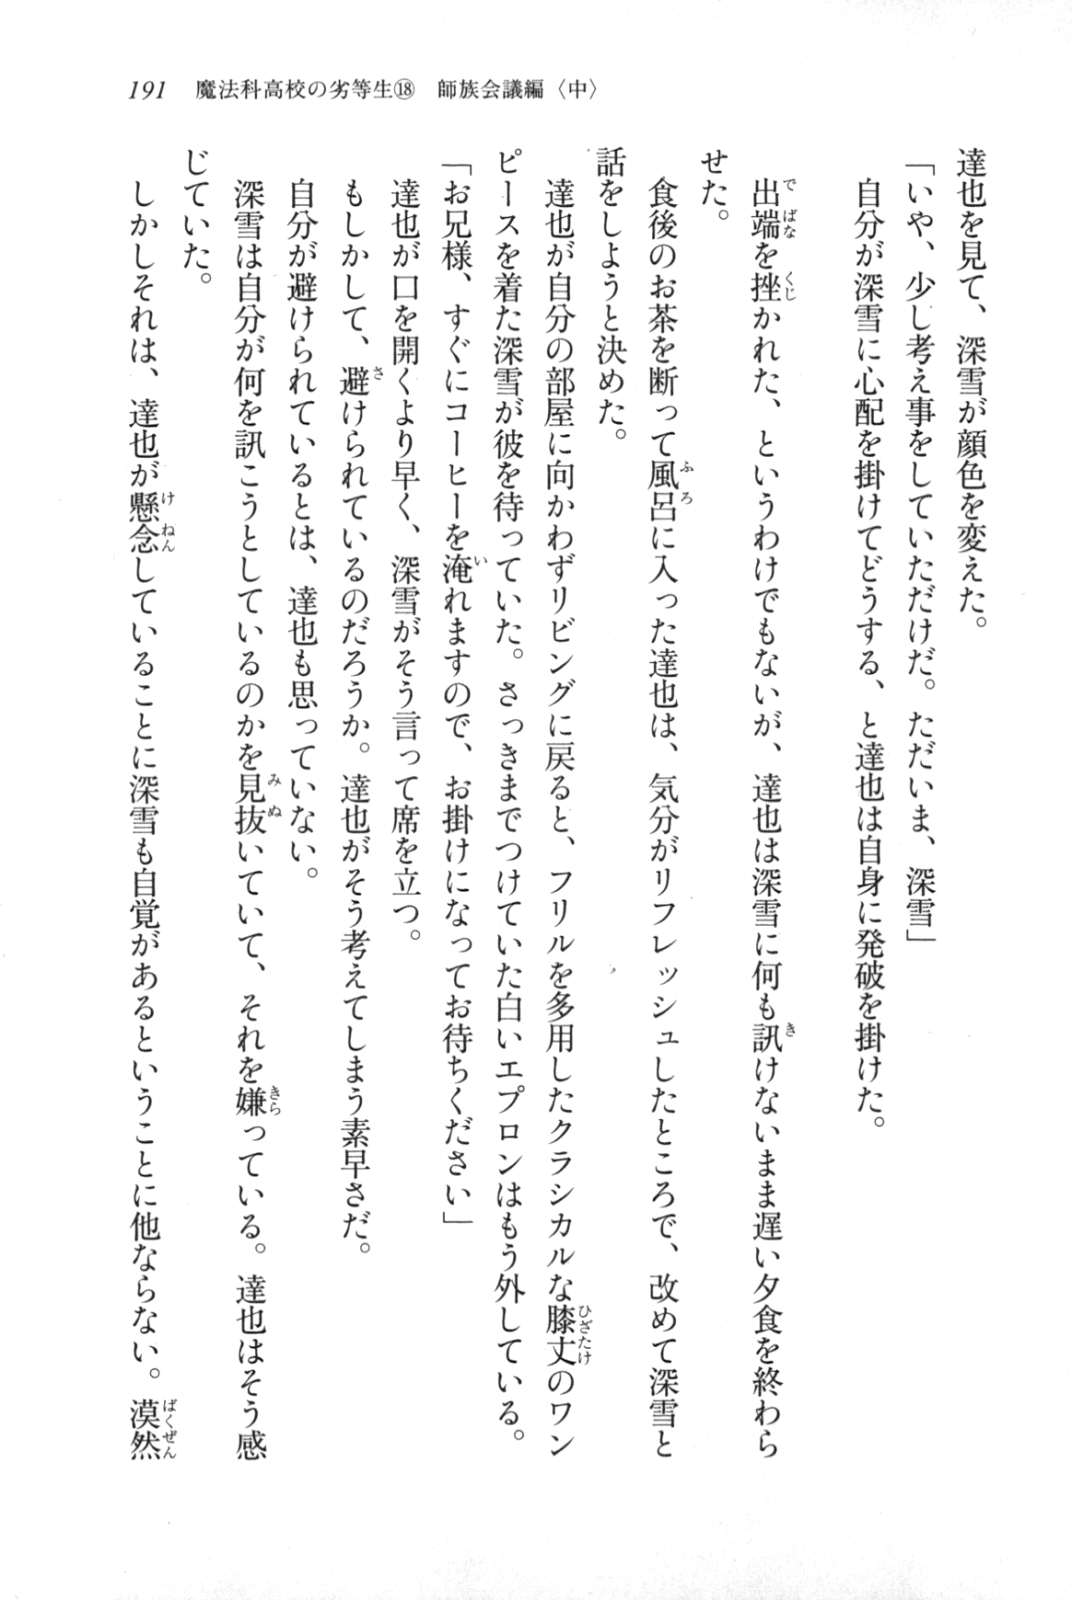 191　魔法科高校の劣等生⑱　師族会議編〈中〉
達也を見て、深雪が顔色を変えた。
「いや、少し考え事をしていただけだ。ただいま、深雪」
　自分が深雪に心配を掛けてどうする、と達也は自身に発破を掛けた。
　出端を挫かれた、というわけでもないが、達也は深雪に何も訊けないまま遅い夕食を終わら
せた。
　食後のお茶を断って風呂に入った達也は、気分がリフレッシュしたところで、改めて深雪と
話をしようと決めた。
　達也が自分の部屋に向かわずリビングに戻ると、フリルを多用したクラシカルな膝丈のワン
ピースを着た深雪が彼を待っていた。さっきまでつけていた白いエプロンはもう外している。
「お兄様、すぐにコーヒーを淹れますので、お掛けになってお待ちください」
　達也が口を開くより早く、深雪がそう言って席を立つ。
　もしかして、避けられているのだろうか。達也がそう考えてしまう素早さだ。
　自分が避けられているとは、達也も思っていない。
　深雪は自分が何を訊こうとしているのかを見抜いていて、それを嫌っている。達也はそう感
じていた。
　しかしそれは、達也が懸念していることに深雪も自覚があるということに他ならない。漠然